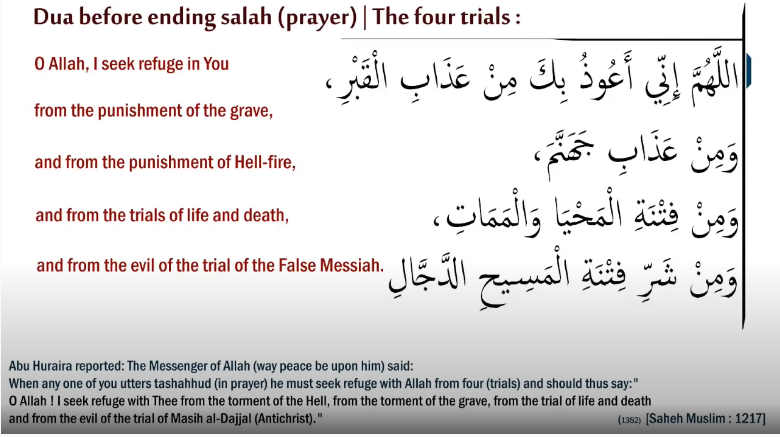 Dua before ending salah (prayer) | The four trials :
O Allah, I seek refuge in You
اللَّهُمَّ إِنِّي أَعُوذُ بِكَ مِنْ عَذَابِ الْقَبْرِ،
from the punishment of the grave,
and from the punishment of Hell-fire,
وَمِنْ عَذَابِ جَهَنَّمَ،
and from the trials of life and death,
وَمِنْ فِتْنَةِ الْمَحْيَا وَالْمَمَاتِ،
and from the evil of the trial of the False Messiah.
وَمِنْ شَرِّ فِتْنَةِ الْمَسِيحِ الدَّجَّالِ
Abu Huraira reported: The Messenger of Allah (way peace be upon him) said:
When any one of you utters tashahhud (in prayer) he must seek refuge with Allah from four (trials) and should thus say:"
O Allah ! I seek refuge with Thee from the torment of the Hell, from the torment of the grave, from the trial of life and death
and from the evil of the trial of Masih al-Dajjal (Antichrist)."
(1352) [Saheh Muslim : 1217]